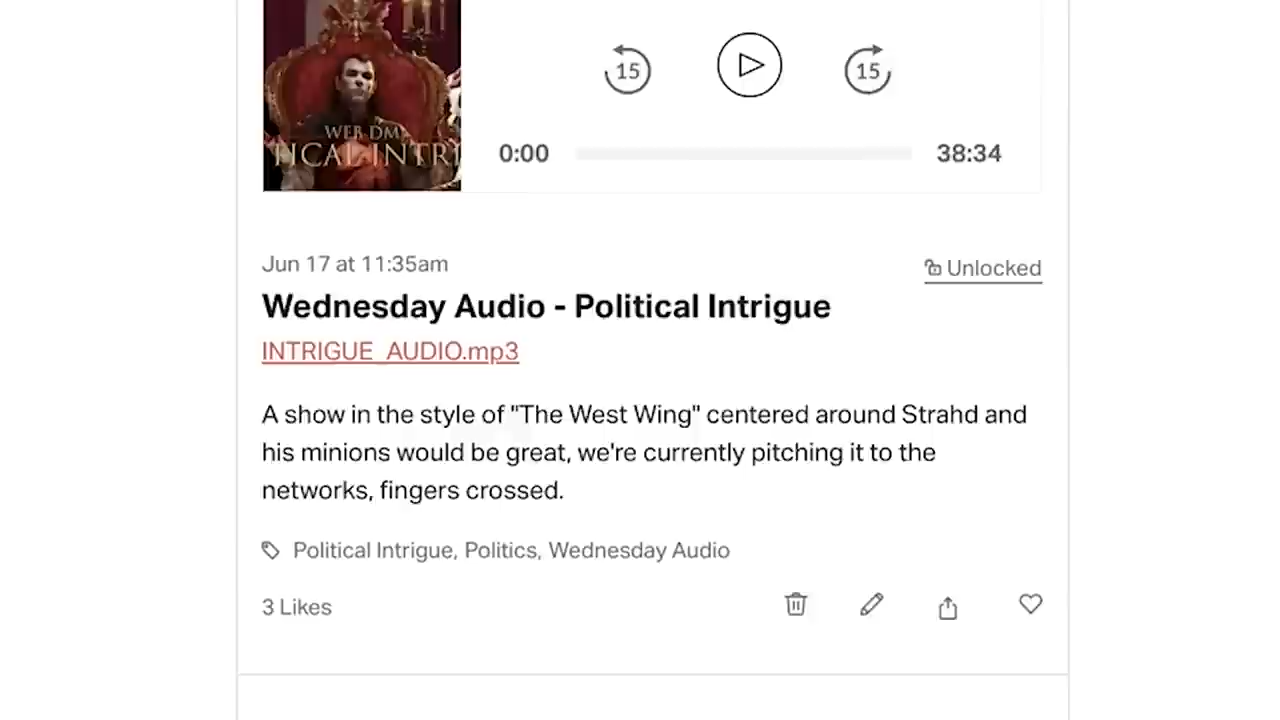 WEB DM
TICAL INTRI
15
15
0:00
38:34
Jun 17 at 11:35am
Unlocked
Wednesday Audio - Political Intrigue
INTRIGUE_AUDIO.mp3
A show in the style of "The West Wing" centered around Strahd and
his minions would be great, we're currently pitching it to the
networks, fingers crossed.
Political Intrigue, Politics, Wednesday Audio
3 Likes